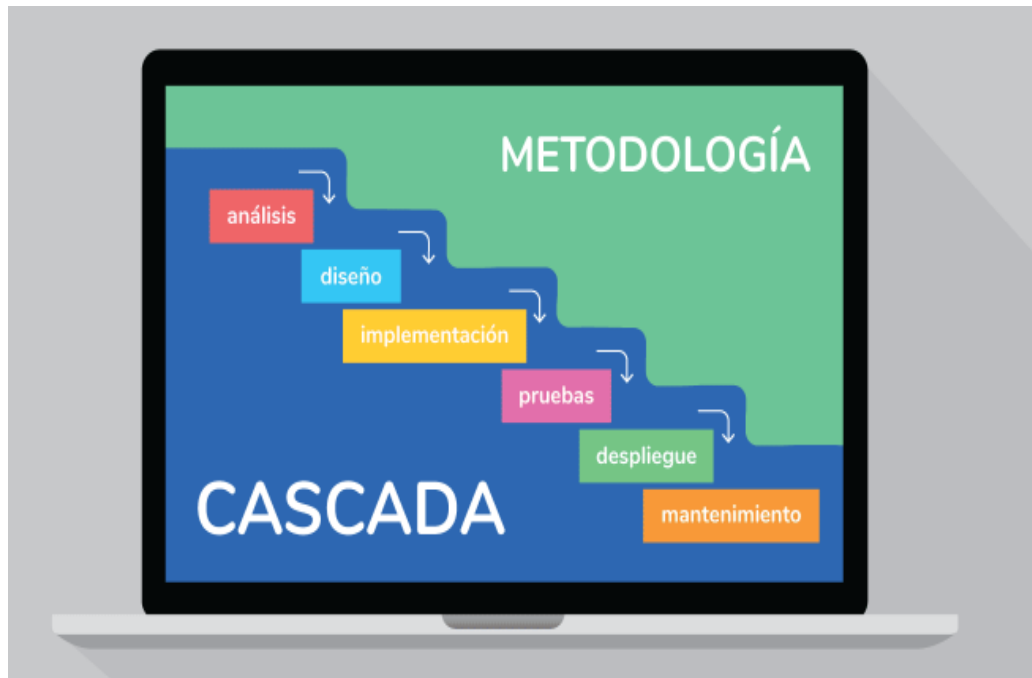 METODOLOGÍA
análisis
diseño
implementación
pruebas
despliegue
CASCADA
mantenimiento